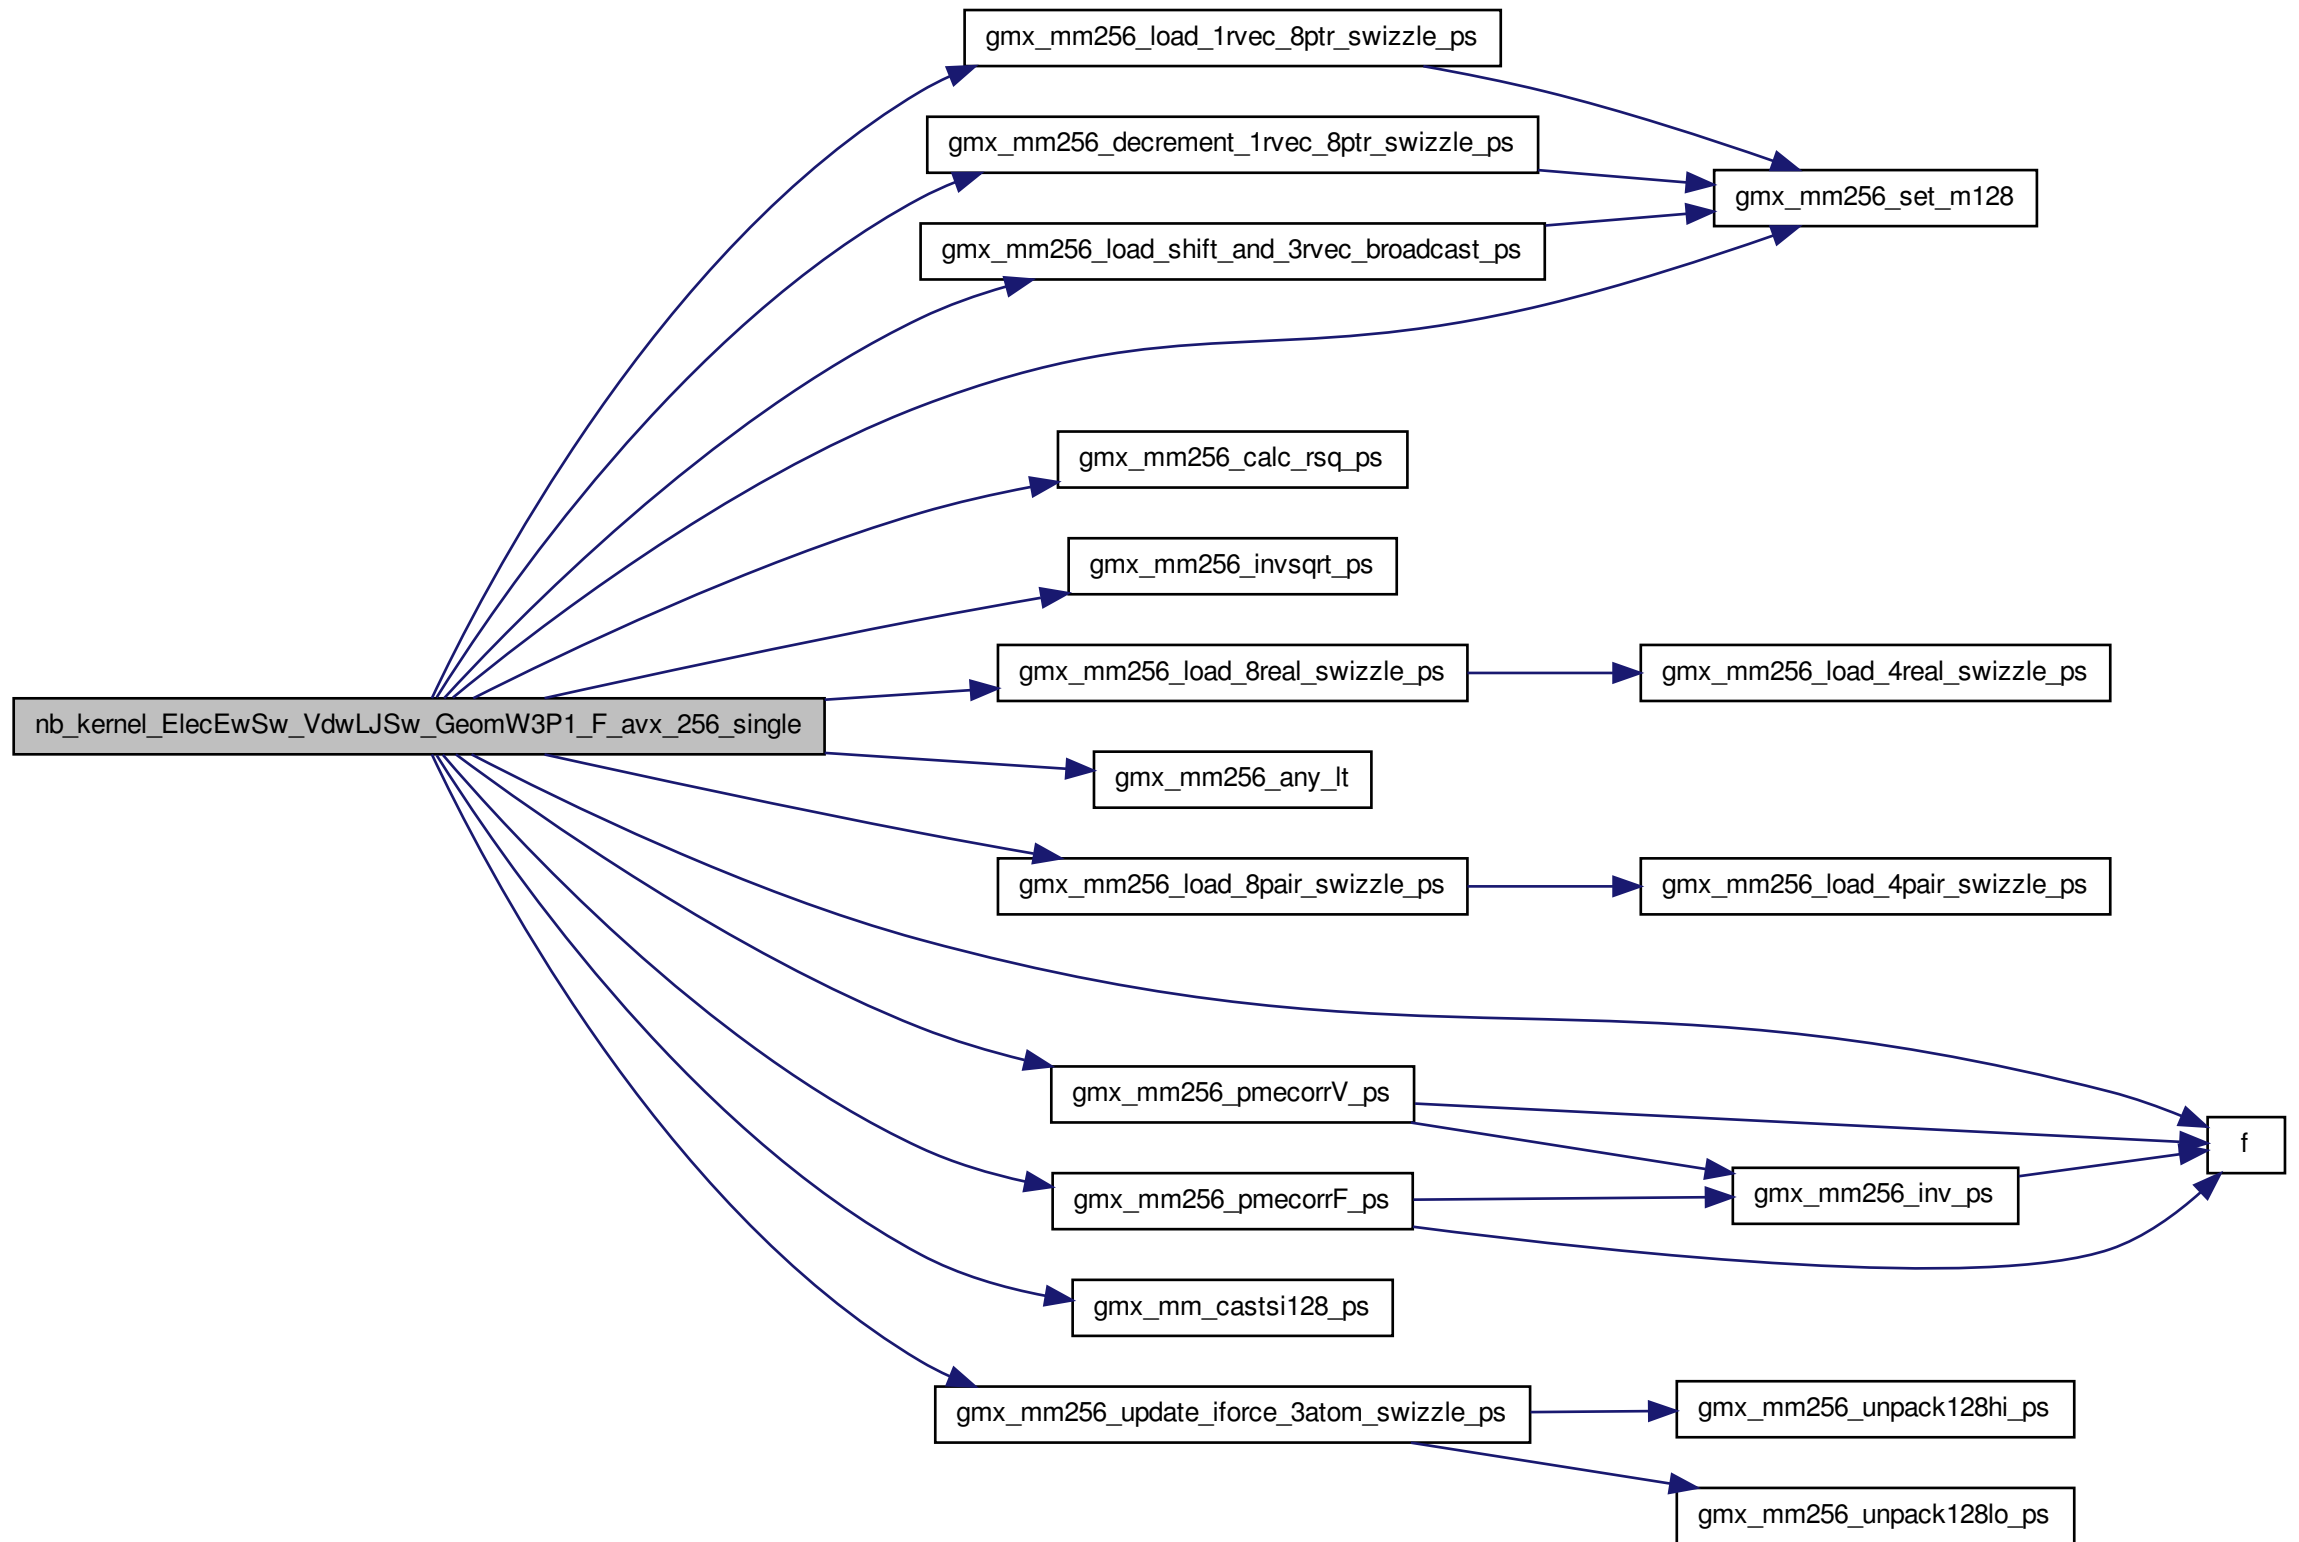 gmx_mm256_load_1rvec_8ptr_swizzle_ps
gmx_mm256_decrement_1rvec_8ptr_swizzle_ps
gmx_mm256_set_m128
gmx_mm256_load_shift_and_3rvec_broadcast_ps
gmx_mm256_calc_rsq_ps
gmx_mm256_invsqrt_ps
gmx_mm256_load_8real_swizzle_ps
gmx_mm256_load_4real_swizzle_ps
nb_kernel_ElecEwSw_VdwLJSw_GeomW3P1_F_avx_256_single
gmx_mm256_any_lt
gmx_mm256_load_8pair_swizzle_ps
gmx_mm256_load_4pair_swizzle_ps
gmx_mm256_pmecorrV_ps
f
gmx_mm256_pmecorrF_ps
gmx_mm256_inv_ps
gmx_mm_castsi128_ps
gmx_mm256_update_iforce_3atom_swizzle_ps
gmx_mm256_unpack128hi_ps
gmx_mm256_unpack128lo_ps